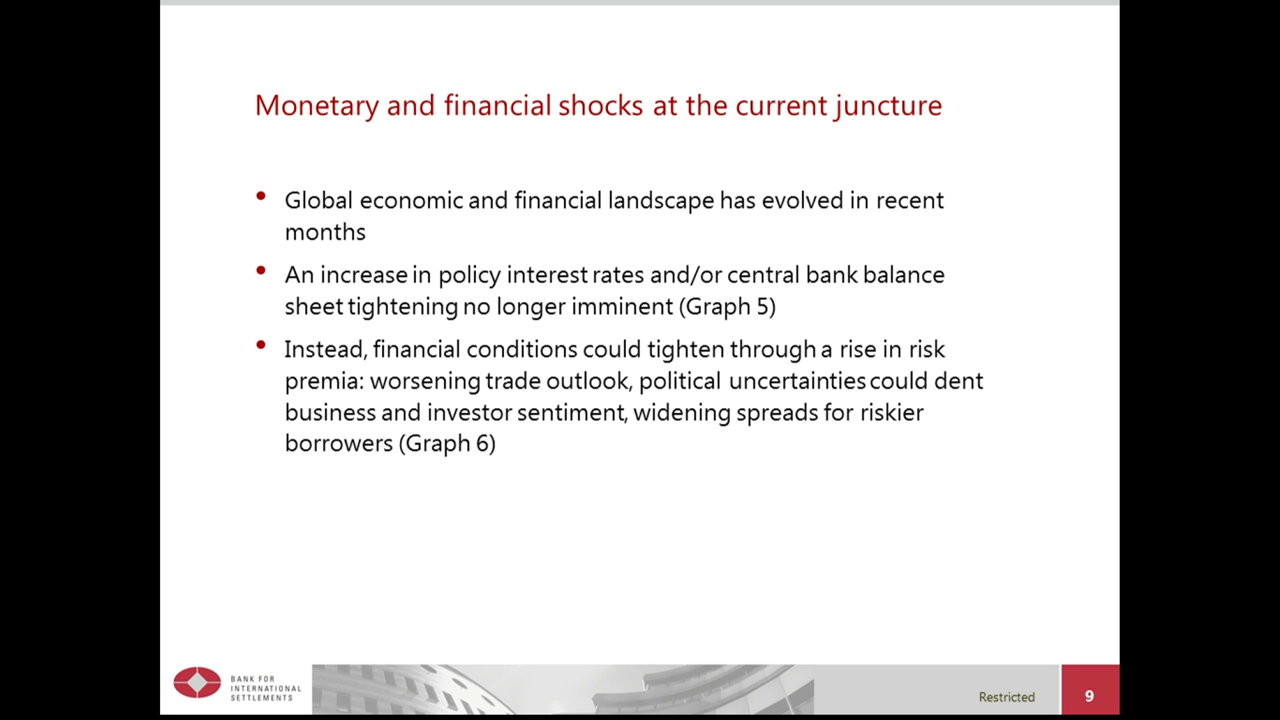 Monetary and financial shocks at the current juncture
• Global economic and financial landscape has evolved in recent
months
• An increase in policy interest rates and/or central bank balance
sheet tightening no longer imminent (Graph 5)
• Instead, financial conditions could tighten through a rise in risk
premia: worsening trade outlook, political uncertainties could dent
business and investor sentiment, widening spreads for riskier
borrowers (Graph 6)
BANK FOR
INTERNATIONAL
SETTLEMENTS
Restricted
9